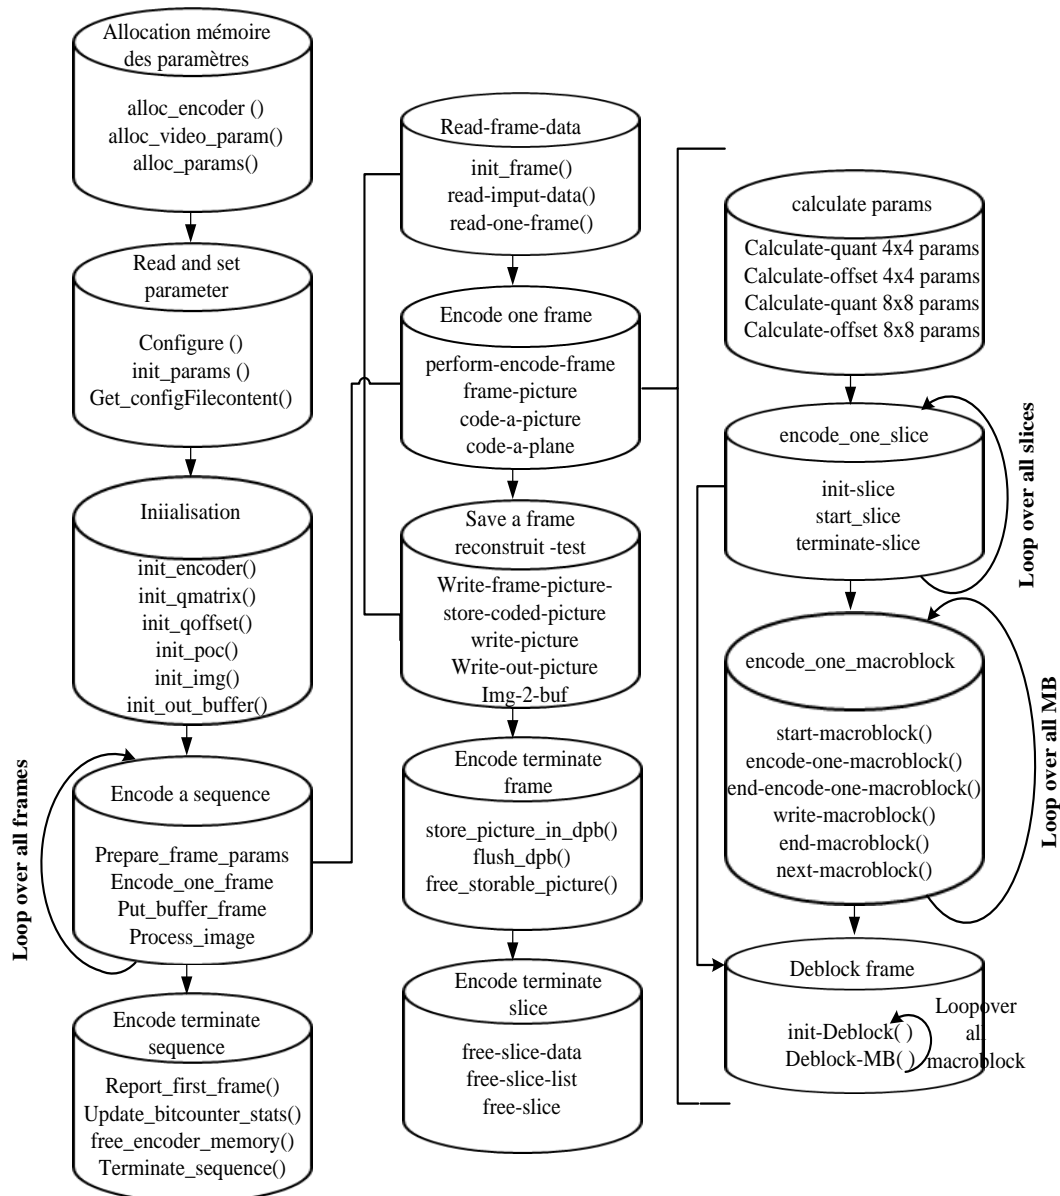 Allocation mémoire
des paramètres
alloc_encoder ()
alloc_video_param()
alloc_params()
Read and set
parameter
Configure ()
init_params ()
Get_configFilecontent()
Iniialisation
init_encoder()
init_qmatrix()
init_qoffset()
init_poc()
init_img()
init_out_buffer()
Loop over all frames
Encode a sequence
Prepare_frame_params
Encode_one_frame
Put_buffer_frame
Process_image
Encode terminate
sequence
Report_first_frame()
Update_bitcounter_stats()
free_encoder_memory()
Terminate_sequence()
Read-frame-data
init_frame()
read-imput-data()
read-one-frame()
Encode one frame
perform-encode-frame
frame-picture
code-a-picture
code-a-plane
Save a frame
reconstruit -test
Write-frame-picture-
store-coded-picture
write-picture
Write-out-picture
Img-2-buf
Encode terminate
frame
store_picture_in_dpb()
flush_dpb()
free_storable_picture()
Encode terminate
slice
free-slice-data
free-slice-list
free-slice
calculate params
Calculate-quant 4x4 params
Calculate-offset 4x4 params
Calculate-quant 8x8 params
Calculate-offset 8x8 params
encode_one_slice
init-slice
start_slice
terminate-slice
Loop over all slices
encode_one_macroblock
start-macroblock()
encode-one-macroblock()
end-encode-one-macroblock()
write-macroblock()
end-macroblock()
next-macroblock()
Loop over all MB
Deblock frame
init-Deblock( )
Deblock-MB( )
Loopover
all
macroblock